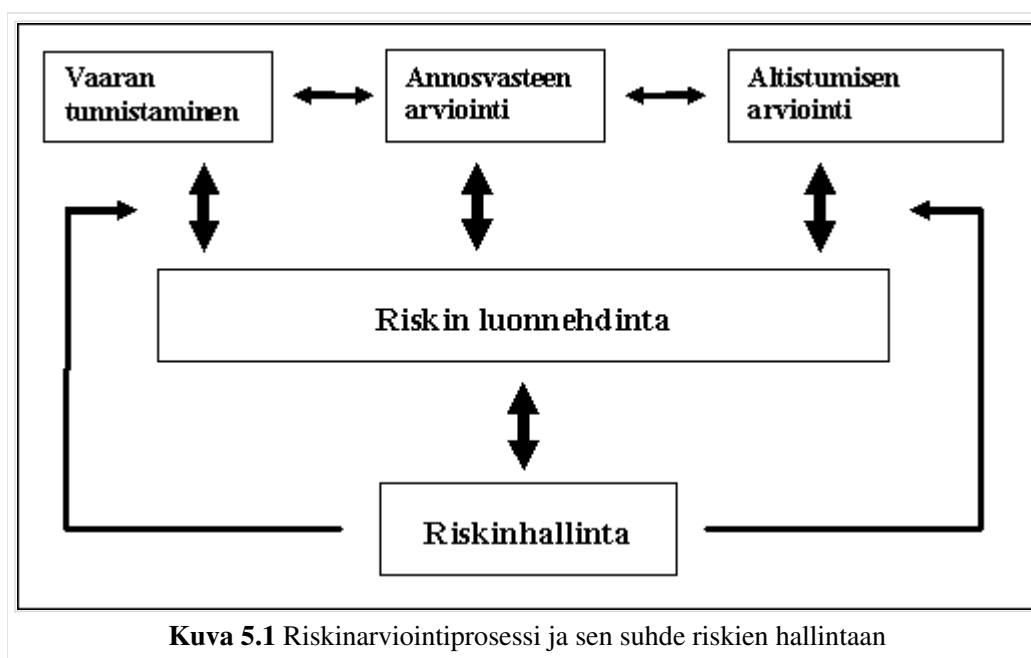 Vaaran
tunnistaminen
Annosvasteen
arviointi
Altistumisen
arviointi
Riskin luonnehdinta
Riskinhallinta
Kuva 5.1 Riskinarviointiprosessi ja sen suhde riskien hallintaan